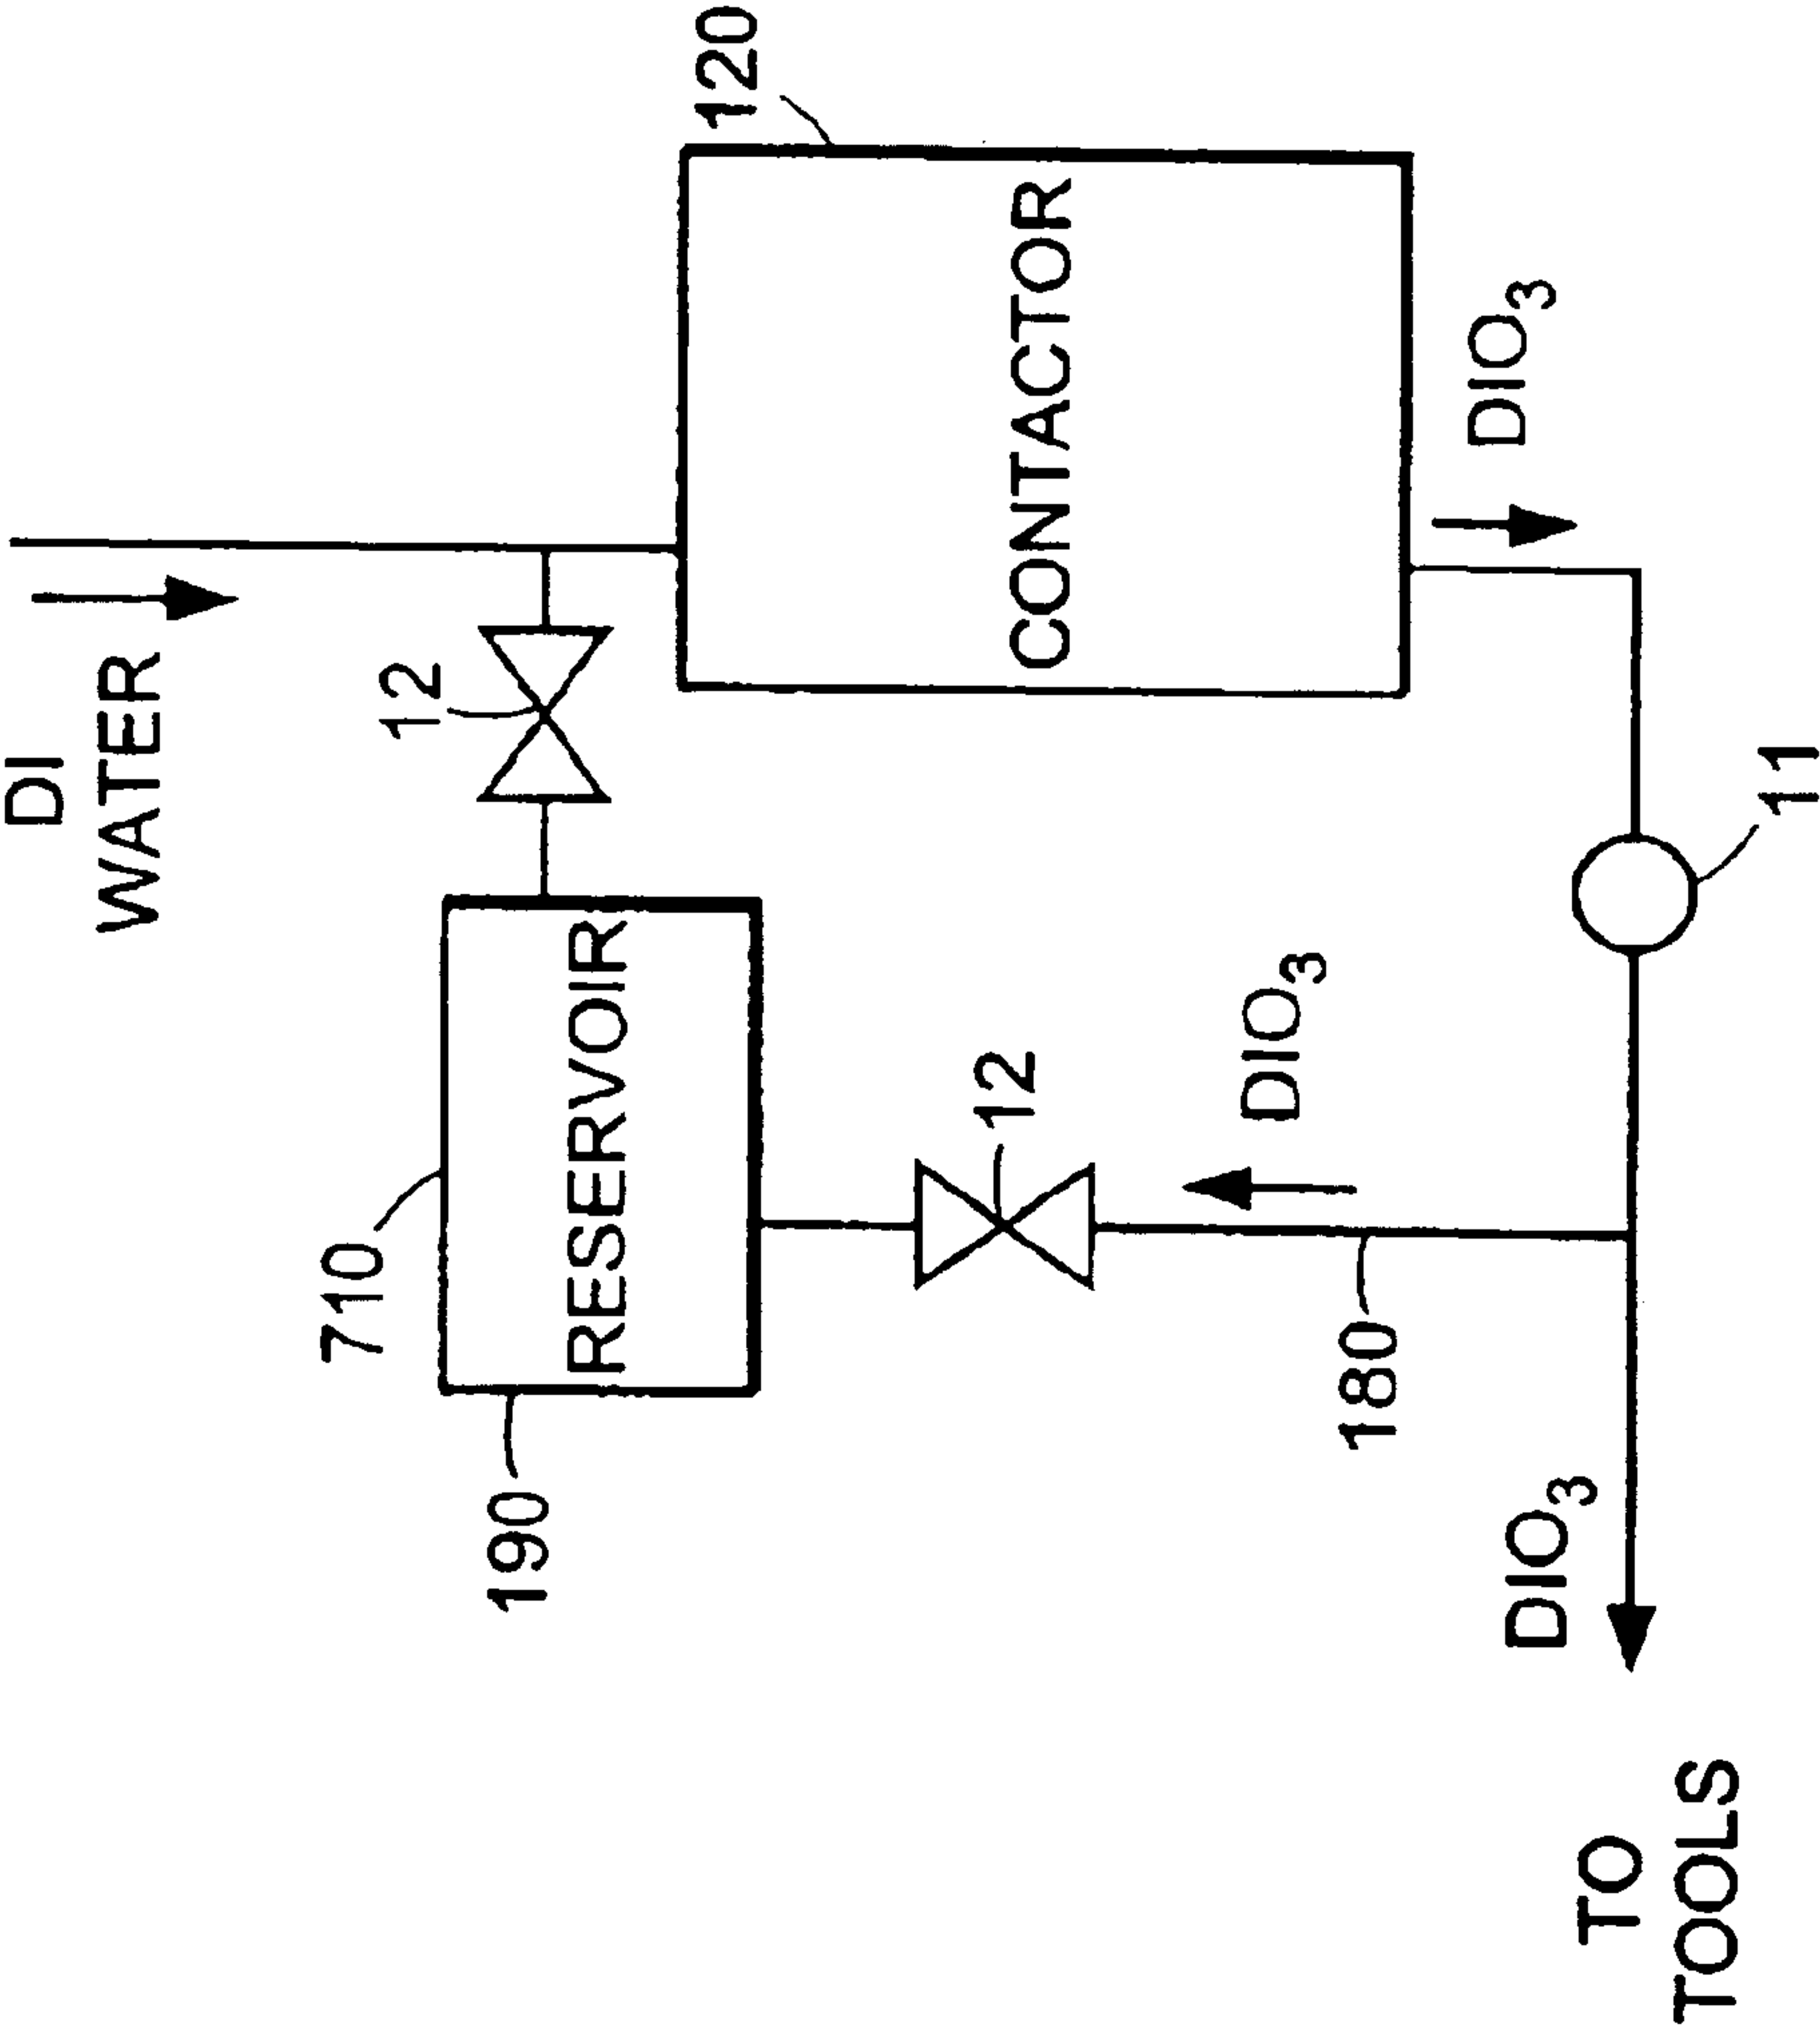 DI
WATER
120
12
CONTACTOR
DIO₃
710
RESERVOIR
190
12
DIO₃
180
11
DIO₃
TO
TOOLS